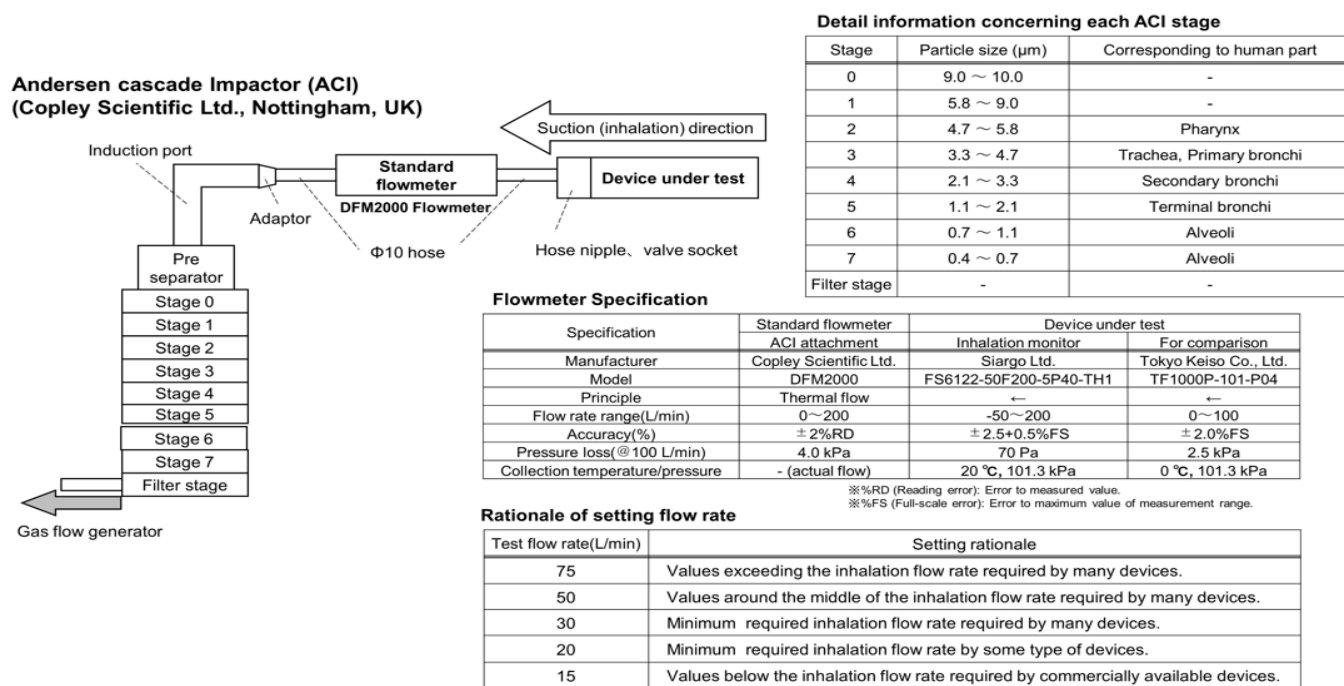 Andersen cascade Impactor (ACI)
(Copley Scientific Ltd., Nottingham, UK)
Induction port
Adaptor
Φ10 hose
Standard
flowmeter
DFM2000 Flowmeter
Suction (inhalation) direction
Device under test
Hose nipple、valve socket
Pre
separator
Stage 0
Stage 1
Stage 2
Stage 3
Stage 4
Stage 5
Stage 6
Stage 7
Filter stage
Gas flow generator
Detail information concerning each ACI stage
Stage Particle size (μm) Corresponding to human part
0 9.0 ~ 10.0 -
1 5.8 ~ 9.0 -
2 4.7 ~ 5.8 Pharynx
3 3.3 ~ 4.7 Trachea, Primary bronchi
4 2.1 ~ 3.3 Secondary bronchi
5 1.1 ~ 2.1 Terminal bronchi
6 0.7 ~ 1.1 Alveoli
7 0.4 ~ 0.7 Alveoli
Filter stage - -
Flowmeter Specification
Specification Standard flowmeter Device under test
ACI attachment Inhalation monitor For comparison
Manufacturer Copley Scientific Ltd. Siargo Ltd. Tokyo Keiso Co., Ltd.
Model DFM2000 FS6122-50F200-5P40-TH1 TF1000P-101-P04
Principle Thermal flow ← ←
Flow rate range(L/min) 0~200 -50~200 0~100
Accuracy(%) ±2%RD ±2.5+0.5%FS ±2.0%FS
Pressure loss(@100 L/min) 4.0 kPa 70 Pa 2.5 kPa
Collection temperature/pressure - (actual flow) 20 ℃, 101.3 kPa 0 ℃, 101.3 kPa
※%RD (Reading error): Error to measured value.
※%FS (Full-scale error): Error to maximum value of measurement range.
Rationale of setting flow rate
Test flow rate(L/min) Setting rationale
75 Values exceeding the inhalation flow rate required by many devices.
50 Values around the middle of the inhalation flow rate required by many devices.
30 Minimum required inhalation flow rate required by many devices.
20 Minimum required inhalation flow rate by some type of devices.
15 Values below the inhalation flow rate required by commercially available devices.